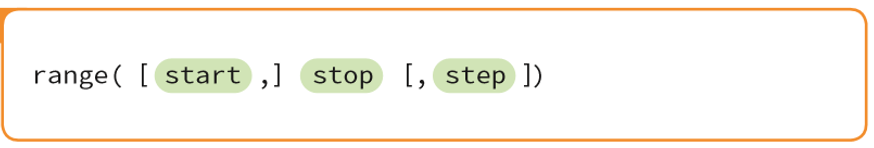 range( [ start ,] stop [, step ])